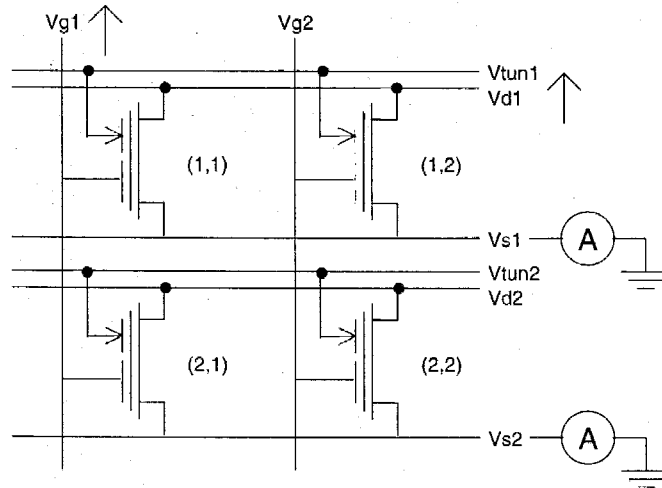 Vg1
Vg2
Vtun1
Vd1
(1,1)
(1,2)
Vs1
A
Vtun2
Vd2
(2,1)
(2,2)
Vs2
A